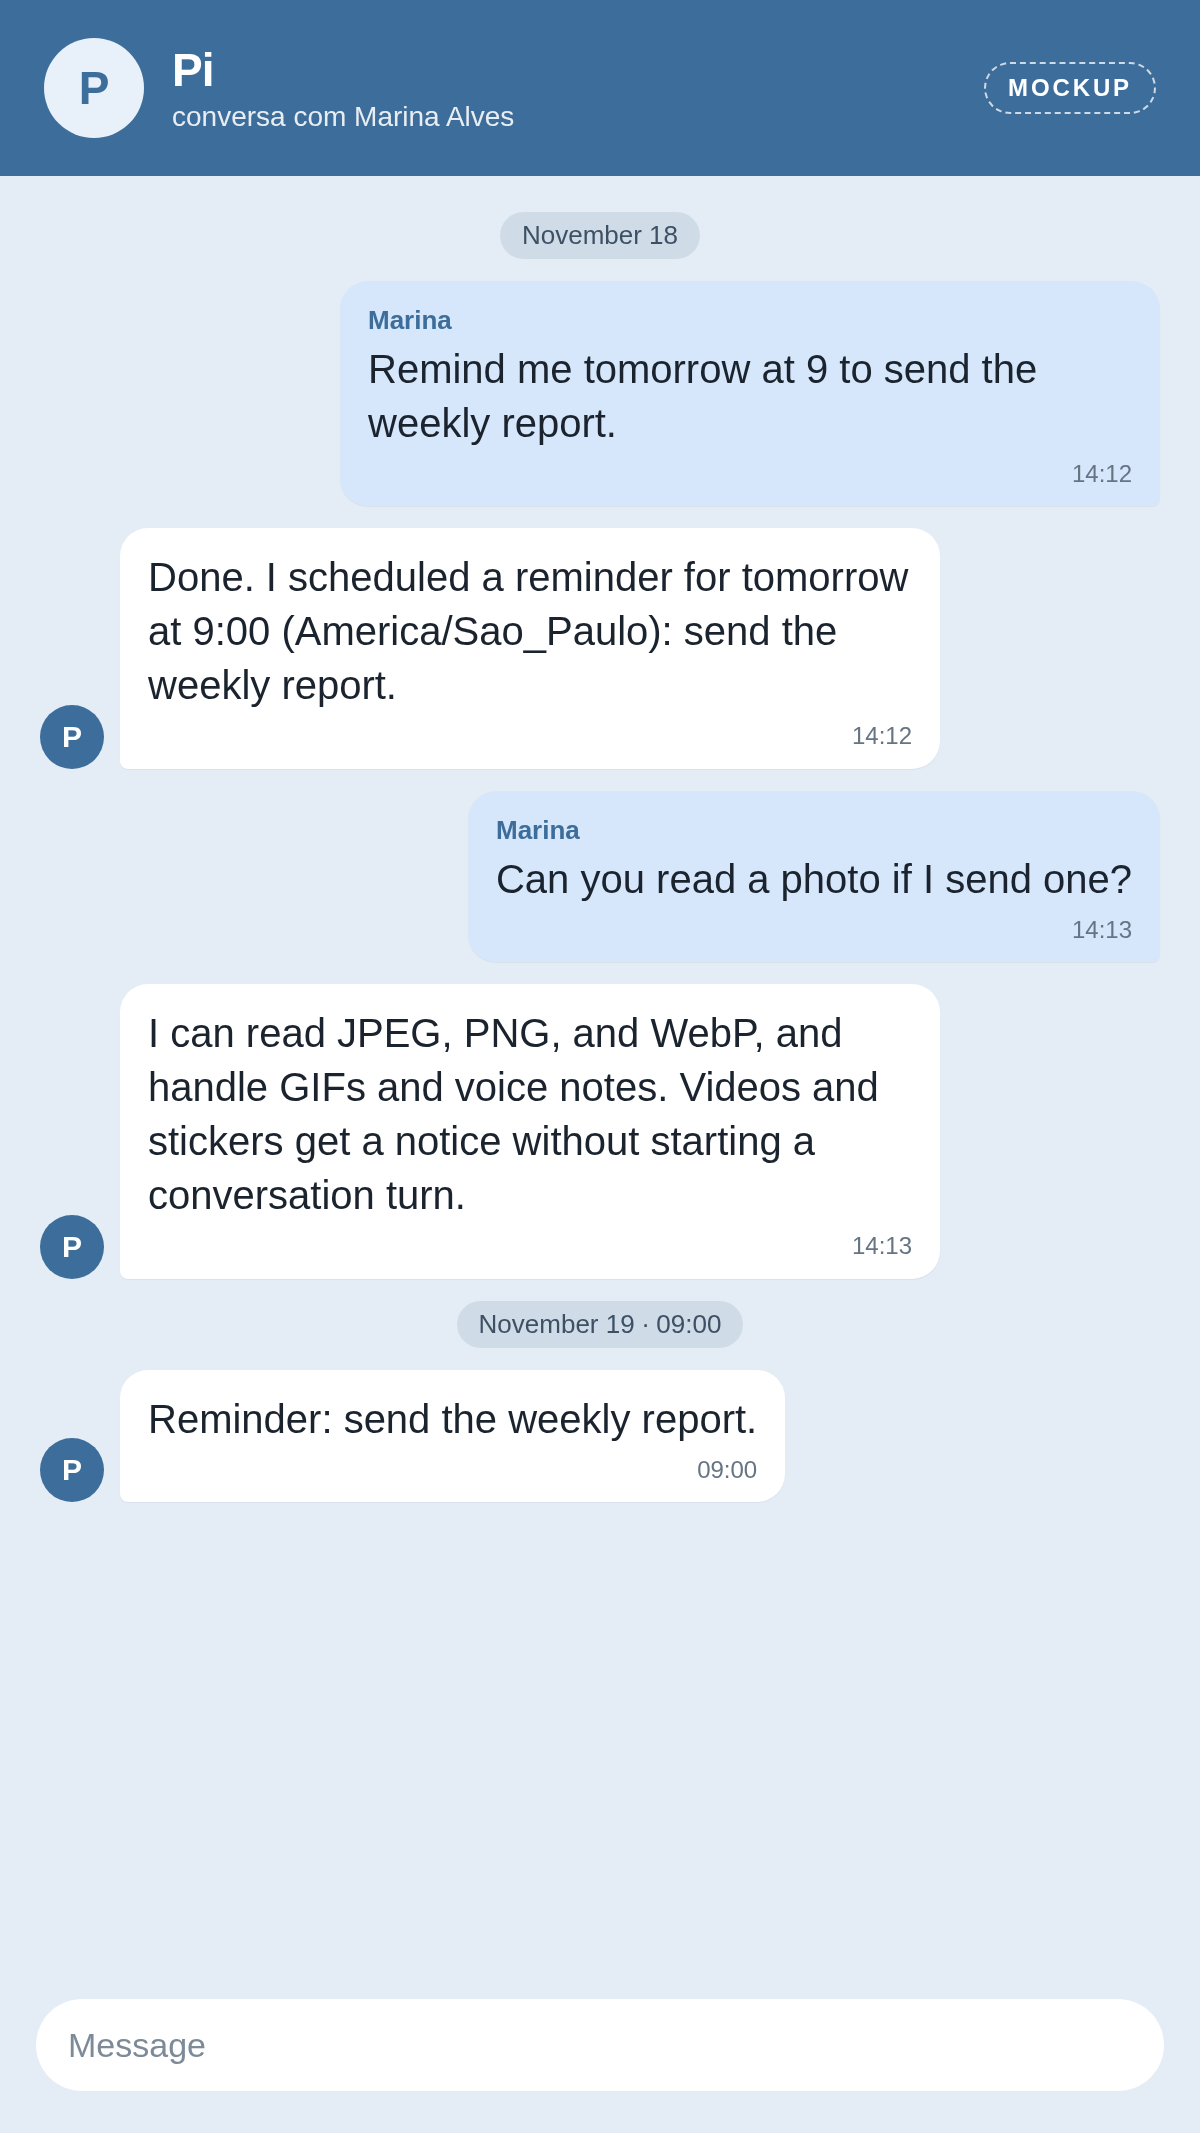 P
Pi
conversa com Marina Alves
MOCKUP
November 18
Marina
Remind me tomorrow at 9 to send the
weekly report.
14:12
Done. I scheduled a reminder for tomorrow
at 9:00 (America/Sao_Paulo): send the
weekly report.
14:12
P
Marina
Can you read a photo if I send one?
14:13
I can read JPEG, PNG, and WebP, and
handle GIFs and voice notes. Videos and
stickers get a notice without starting a
conversation turn.
14:13
P
November 19 · 09:00
Reminder: send the weekly report.
09:00
P
Message